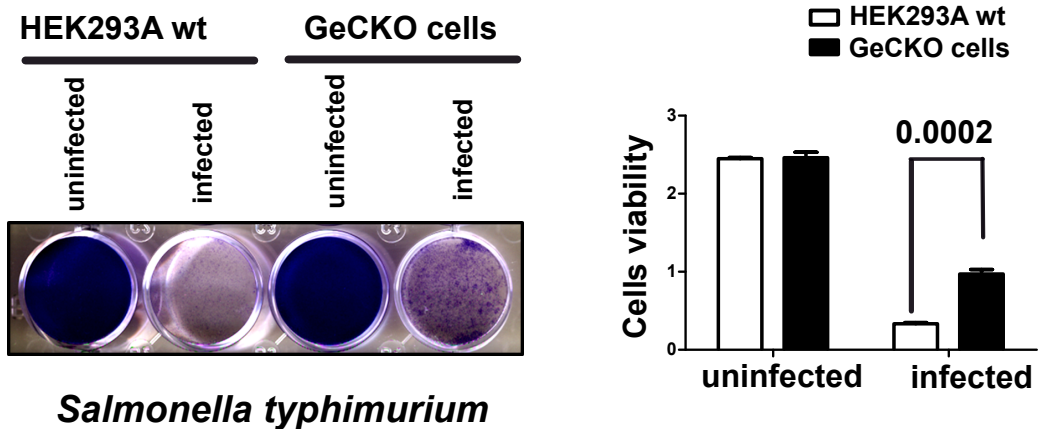 HEK293A wt
GeCKO cells
uninfected
infected
uninfected
infected
Salmonella typhimurium
HEK293A wt
GeCKO cells
Cells viability
3
2
1
0
0.0002
uninfected
infected